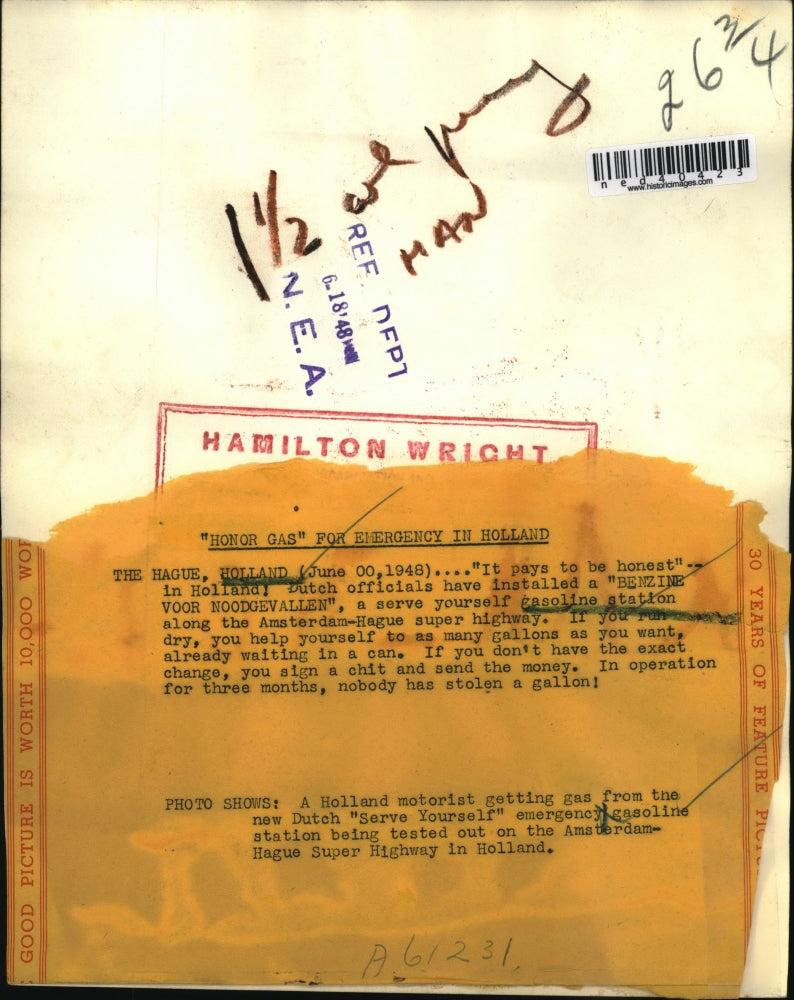 g 6 3/4
ned40423
www.historicimages.com
1 1/2
MAN
REF. DEPT
6-18-'48
N. E. A.
HAMILTON WRIGHT
"HONOR GAS" FOR EMERGENCY IN HOLLAND
THE HAGUE, HOLLAND (June 00,1948)...."It pays to be honest"--
in Holland! Dutch officials have installed a "BENZINE
VOOR NOODGEVALLEN", a serve yourself gasoline station
along the Amsterdam-Hague super highway. If you run
dry, you help yourself to as many gallons as you want,
already waiting in a can. If you don't have the exact
change, you sign a chit and send the money. In operation
for three months, nobody has stolen a gallon!
PHOTO SHOWS: A Holland motorist getting gas from the
new Dutch "Serve Yourself" emergency gasoline
station being tested out on the Amsterdam-
Hague Super Highway in Holland.
GOOD PICTURE IS WORTH 10,000 WOR
30 YEARS OF FEATURE PIC
A61231.